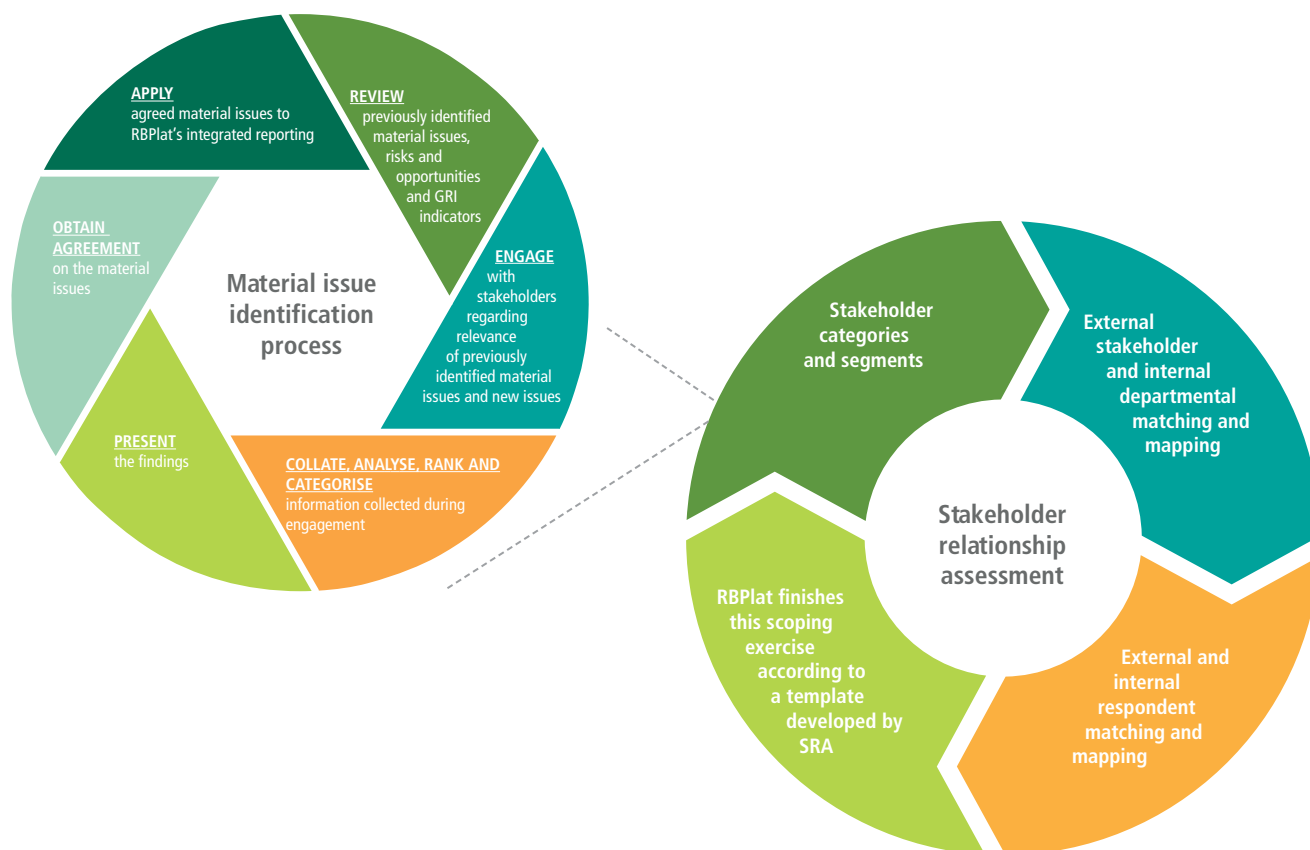 APPLY
agreed material issues to
RBPlat's integrated reporting
REVIEW
previously identified
material issues,
risks and
opportunities
and GRI
indicators
ENGAGE
with
stakeholders
regarding
relevance
of previously
identified material
issues and new issues
COLLATE, ANALYSE, RANK AND
CATEGORISE
information collected during
engagement
PRESENT
the findings
OBTAIN
AGREEMENT
on the material
issues
Material issue
identification
process
Stakeholder
categories
and segments
External
stakeholder
and internal
departmental
matching and
mapping
External and
internal
respondent
matching and
mapping
RBPlat finishes
this scoping
exercise
according to
a template
developed by
SRA
Stakeholder
relationship
assessment